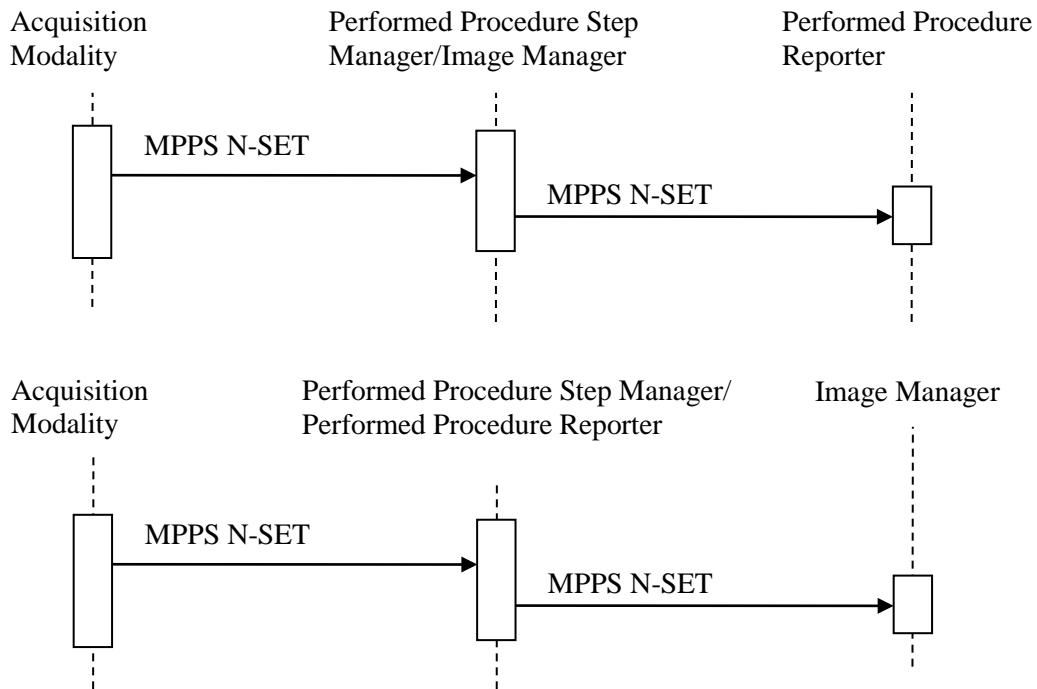 Acquisition
Modality
Performed Procedure Step
Manager/Image Manager
Performed Procedure
Reporter
MPPS N-SET
MPPS N-SET
Acquisition
Modality
Performed Procedure Step Manager/
Performed Procedure Reporter
Image Manager
MPPS N-SET
MPPS N-SET